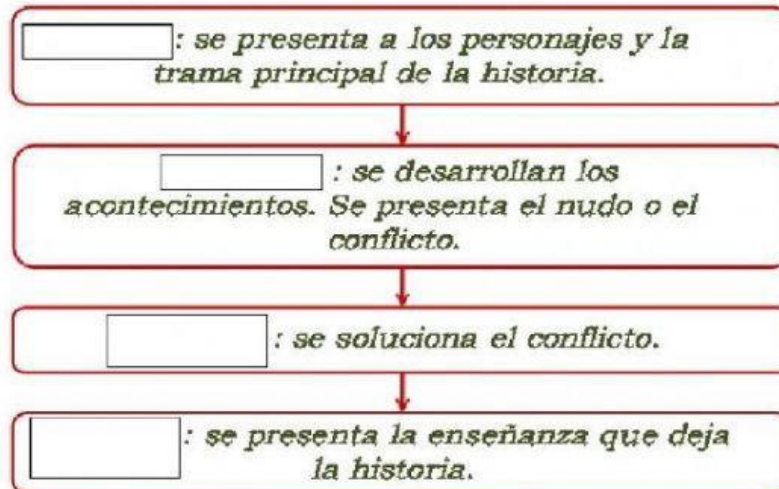 : se presenta a los personajes y la
trama principal de la historia.
: se desarrollan los
acontecimientos. Se presenta el nudo o el
conflicto.
: se soluciona el conflicto.
: se presenta la enseñanza que deja
la historia.